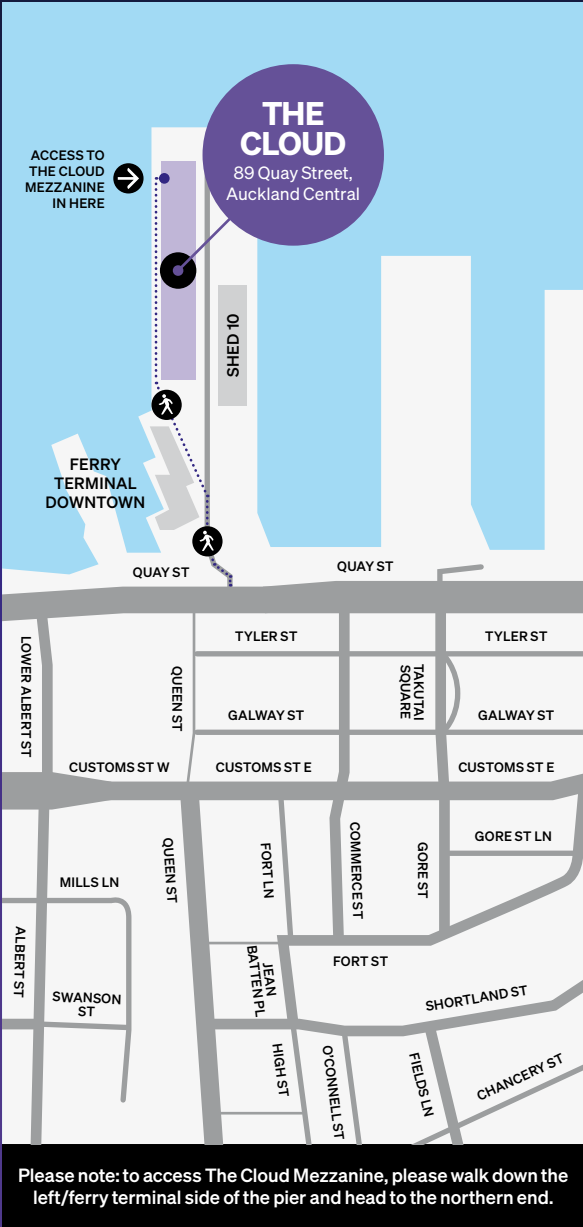 THE
CLOUD
89 Quay Street,
Auckland Central
ACCESS TO
THE CLOUD
MEZZANINE
IN HERE
SHED 10
FERRY
TERMINAL
DOWNTOWN
QUAY ST
QUAY ST
TYLER ST
TYLER ST
LOWER ALBERT ST
QUEEN ST
TAKUTAI
SQUARE
GALWAY ST
GALWAY ST
CUSTOMS ST W
CUSTOMS ST E
CUSTOMS ST E
QUEEN ST
FORT LN
COMMERCE ST
GORE ST
GORE ST LN
MILLS LN
ALBERT ST
JEAN
BATTEN PL
FORT ST
SWANSON
ST
SHORTLAND ST
HIGH ST
O'CONNELL ST
FIELDS LN
CHANCERY ST
Please note: to access The Cloud Mezzanine, please walk down the
left/ferry terminal side of the pier and head to the northern end.